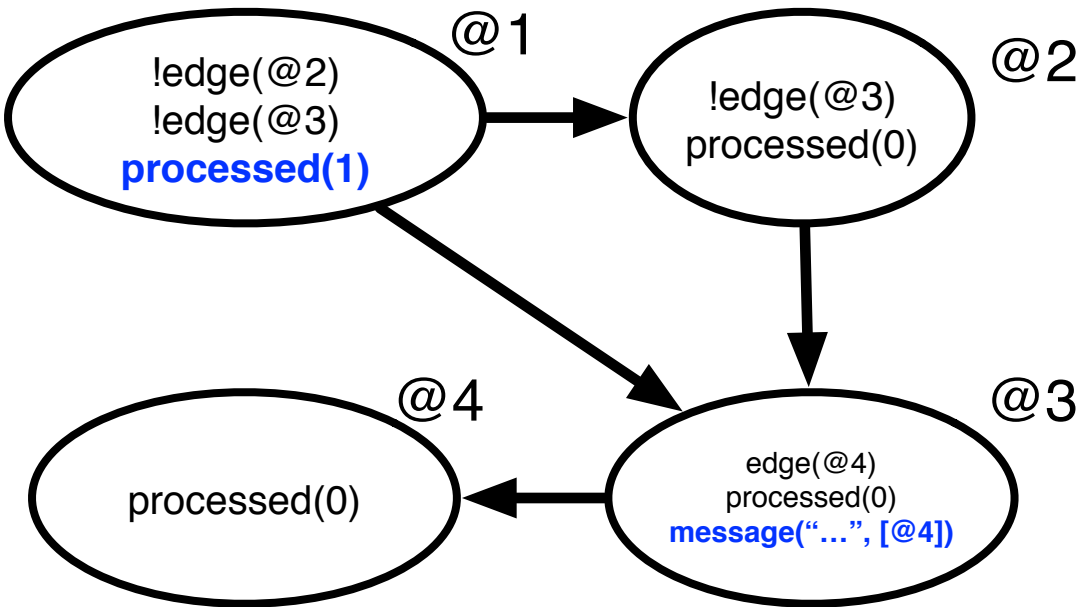 @1
!edge(@2)
!edge(@3)
processed(1)
@2
!edge(@3)
processed(0)
@4
processed(0)
@3
edge(@4)
processed(0)
message(“…”, [@4])